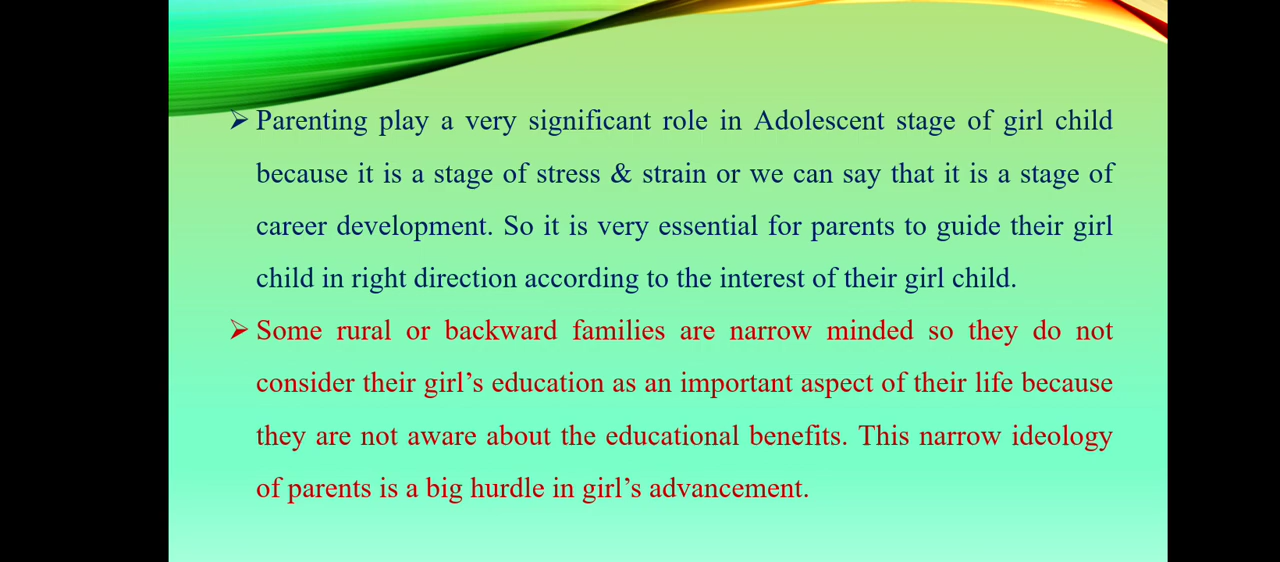 ➢ Parenting play a very significant role in Adolescent stage of girl child
because it is a stage of stress & strain or we can say that it is a stage of
career development. So it is very essential for parents to guide their girl
child in right direction according to the interest of their girl child.
➢ Some rural or backward families are narrow minded so they do not
consider their girl’s education as an important aspect of their life because
they are not aware about the educational benefits. This narrow ideology
of parents is a big hurdle in girl’s advancement.